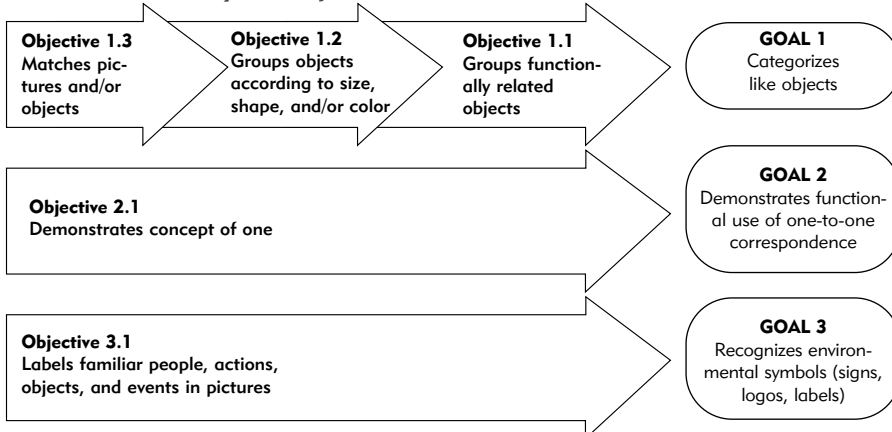 Objective 1.3
Matches pic-
tures and/or
objects
Objective 1.2
Groups objects
according to size,
shape, and/or color
Objective 1.1
Groups function-
ally related
objects
GOAL 1
Categorizes
like objects
Objective 2.1
Demonstrates concept of one
GOAL 2
Demonstrates function-
al use of one-to-one
correspondence
Objective 3.1
Labels familiar people, actions,
objects, and events in pictures
GOAL 3
Recognizes environ-
mental symbols (signs,
logos, labels)